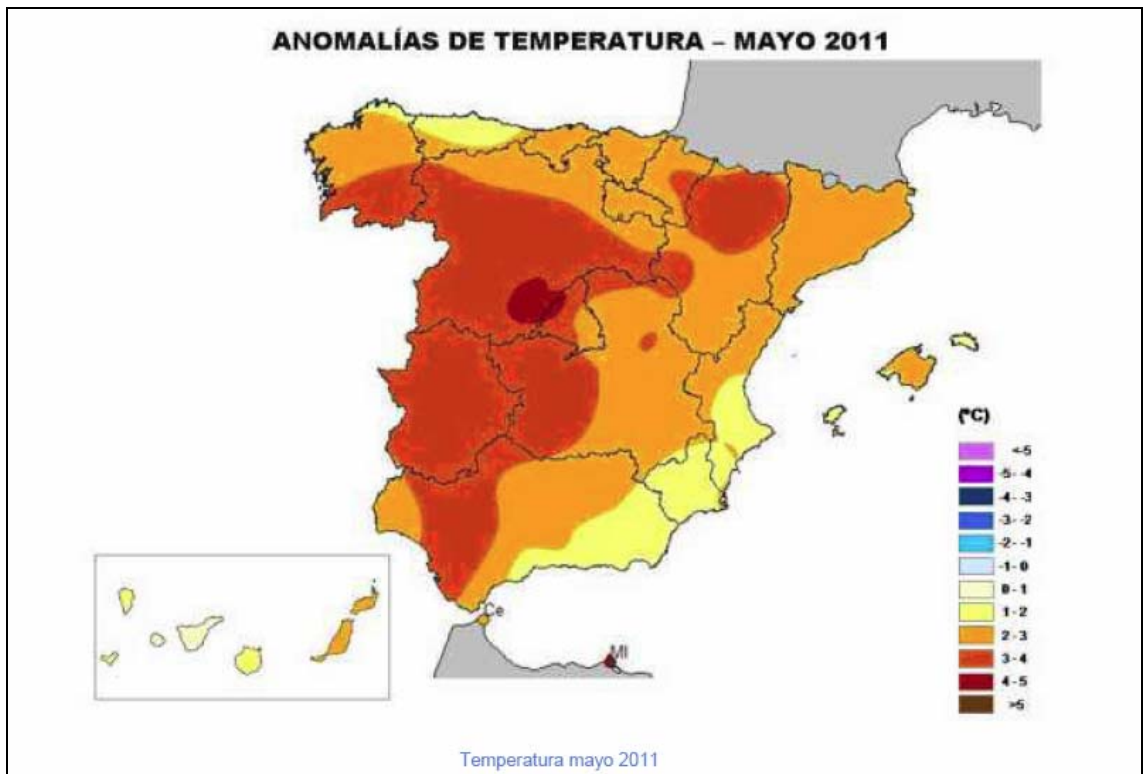 ANOMALÍAS DE TEMPERATURA – MAYO 2011
(ºC)
<-5
-5 - -4
-4 - -3
-3 - -2
-2 - -1
-1 - 0
0 - 1
1 - 2
2 - 3
3 - 4
4 - 5
>5
Ce
Ml
Temperatura mayo 2011